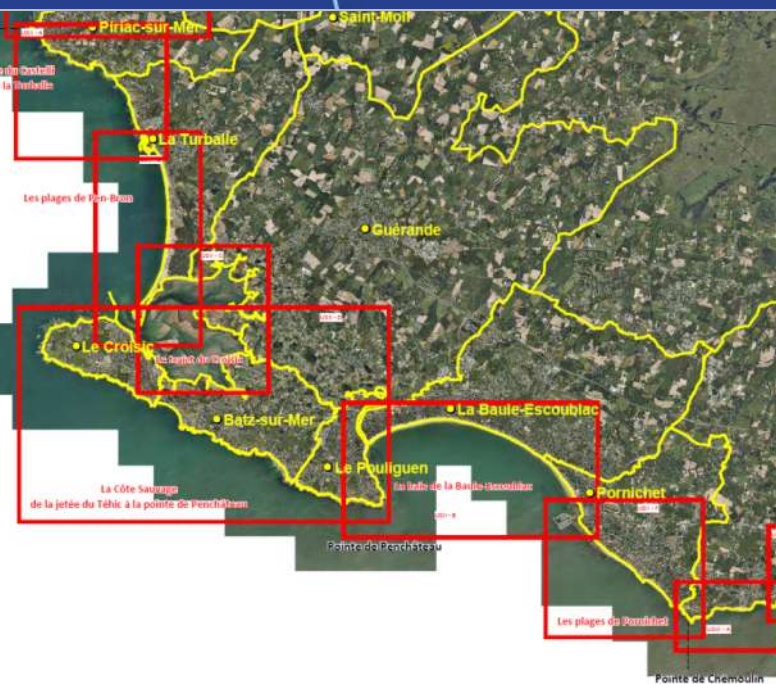 Saint-Molf
Piriac-sur-Mer
du Castelli
la Turballe
La Turballe
Les plages de Pen-Bron
Guérande
Le Croisic
Le traict du Croisic
La Baule-Escoublac
Batz-sur-Mer
Le Pouliguen
La baie de la Baule-Escoublac
La Côte Sauvage
de la jetée du Tréhic à la pointe de Penchâteau
Pornichet
Pointe de Penchâteau
Les plages de Pornichet
Pointe de Chemoulin